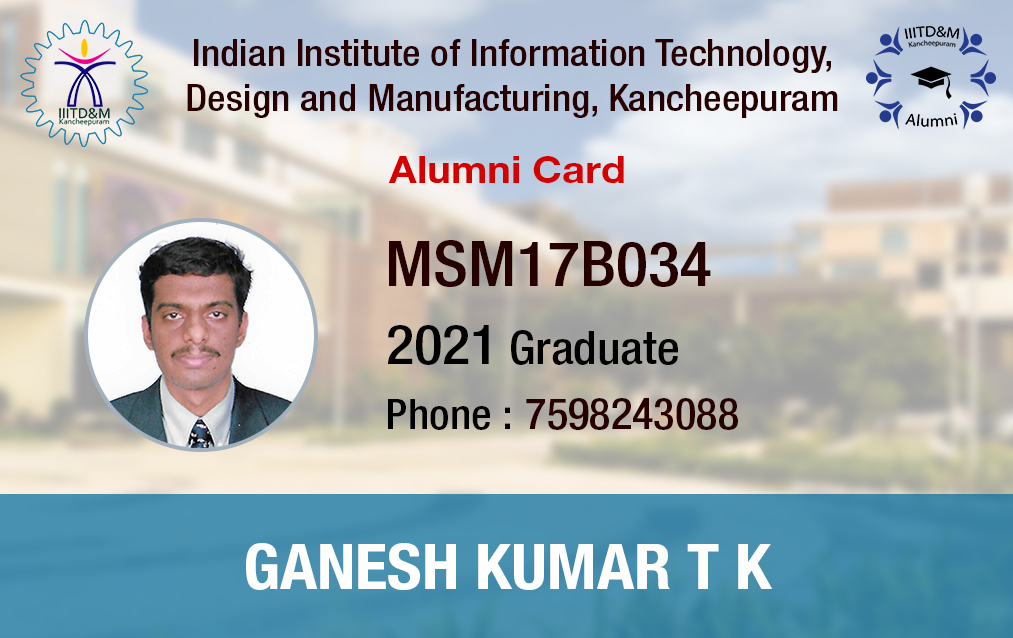 Indian Institute of Information Technology,
Design and Manufacturing, Kancheepuram
IIITD&M
Kancheepuram
IIITD&M
Kancheepuram
Alumni
Alumni Card
MSM17B034
2021 Graduate
Phone : 7598243088
GANESH KUMAR T K